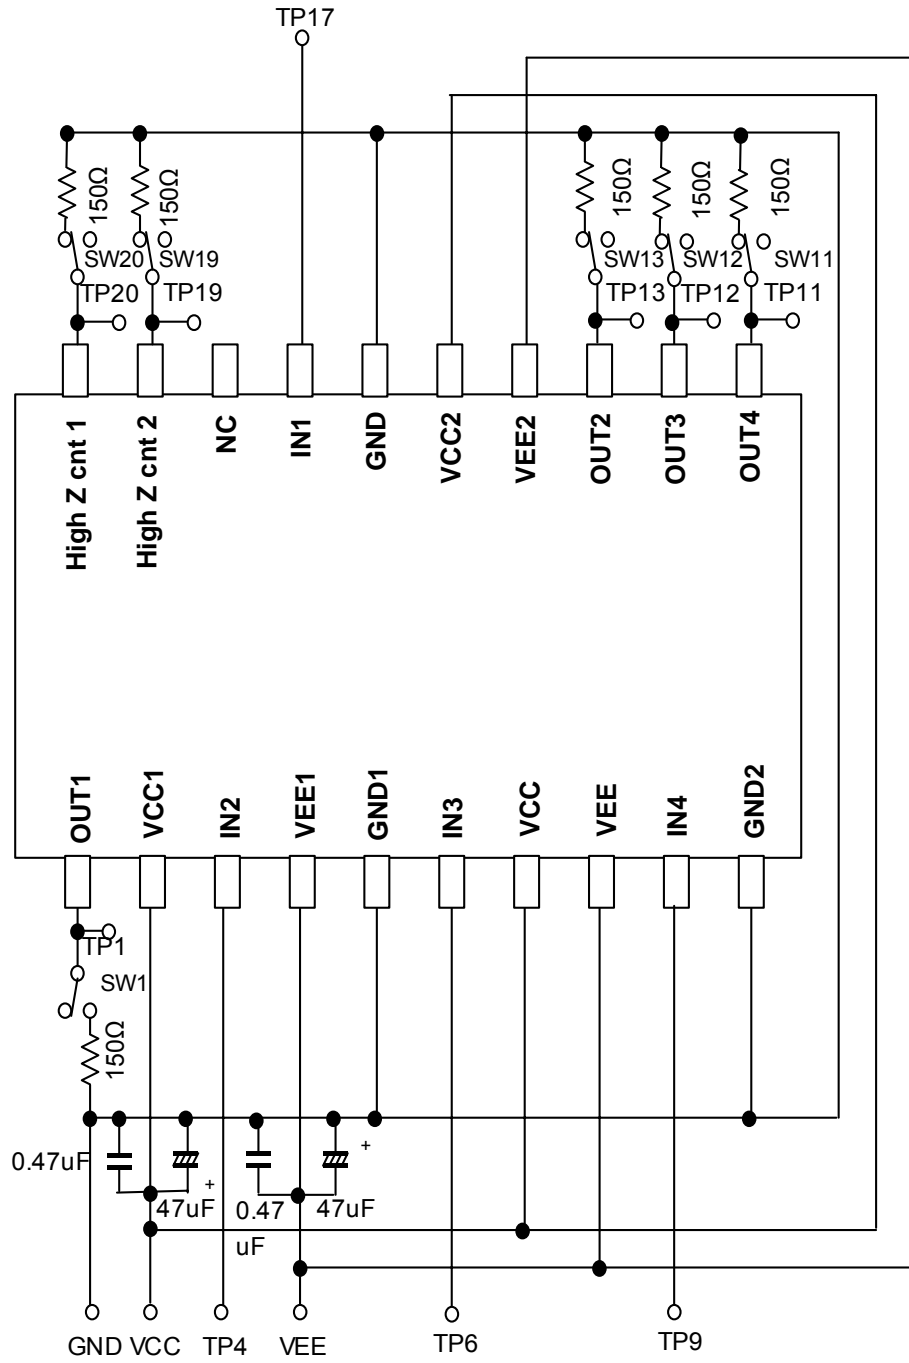 TP17
150Ω
150Ω
150Ω
150Ω
150Ω
SW20
SW19
SW13
SW12
SW11
TP20
TP19
TP13
TP12
TP11
High Z cnt 1
High Z cnt 2
NC
IN1
GND
VCC2
VEE2
OUT2
OUT3
OUT4
OUT1
VCC1
IN2
VEE1
GND1
IN3
VCC
VEE
IN4
GND2
TP1
SW1
150Ω
0.47uF
+
47uF
0.47
uF
+
47uF
GND
VCC
TP4
VEE
TP6
TP9